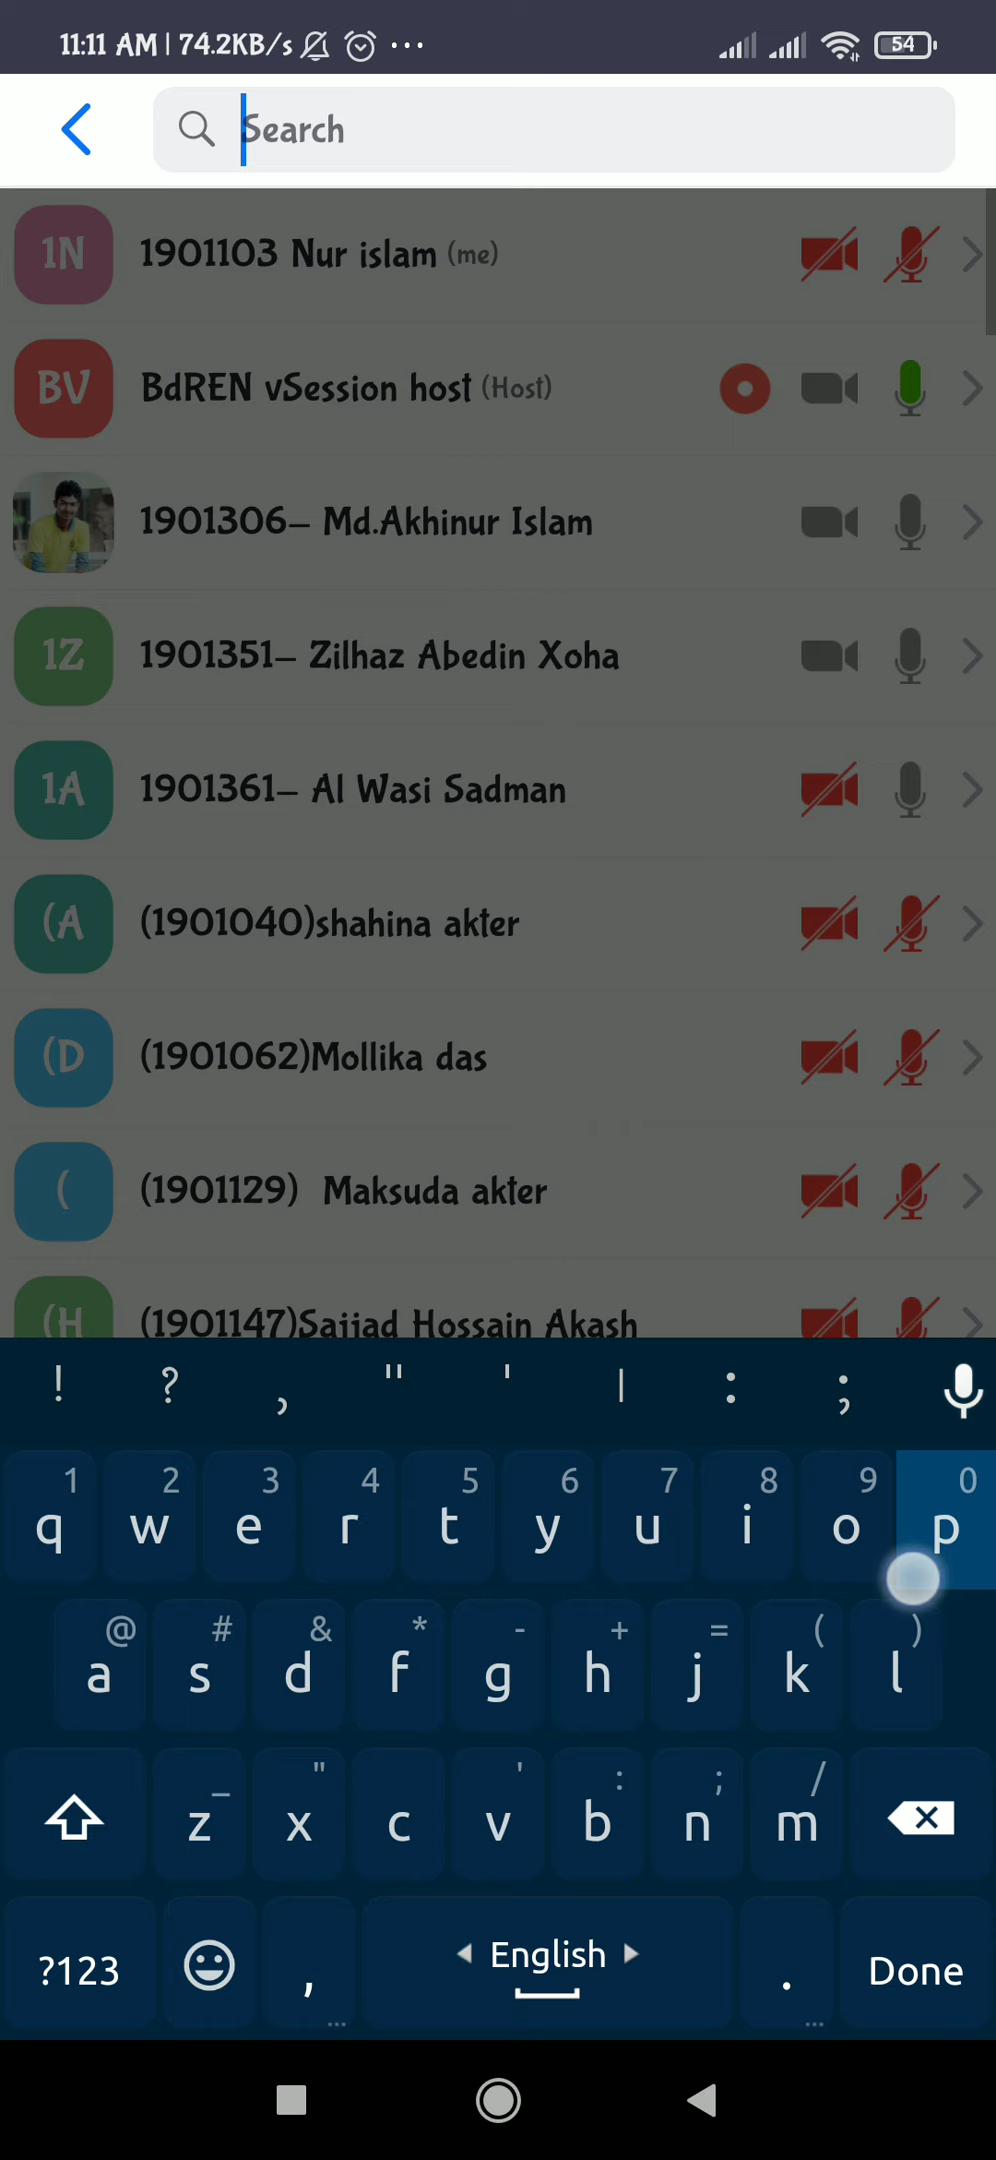 11:11 AM | 74.2KB/s ... 54
Search
1N 1901103 Nur islam (me)
BV BdREN vSession host (Host)
1901306– Md.Akhinur Islam
1Z 1901351– Zilhaz Abedin Xoha
1A 1901361– Al Wasi Sadman
(A (1901040)shahina akter
(D (1901062)Mollika das
( (1901129) Maksuda akter
(H (1901147)Sajjad Hossain Akash
! ? , " ' | : ;
1 2 3 4 5 6 7 8 9 0
q w e r t y u i o p
@ # & * - + = ( )
a s d f g h j k l
_ " ' : ; /
z x c v b n m
?123 , English . Done
... ...